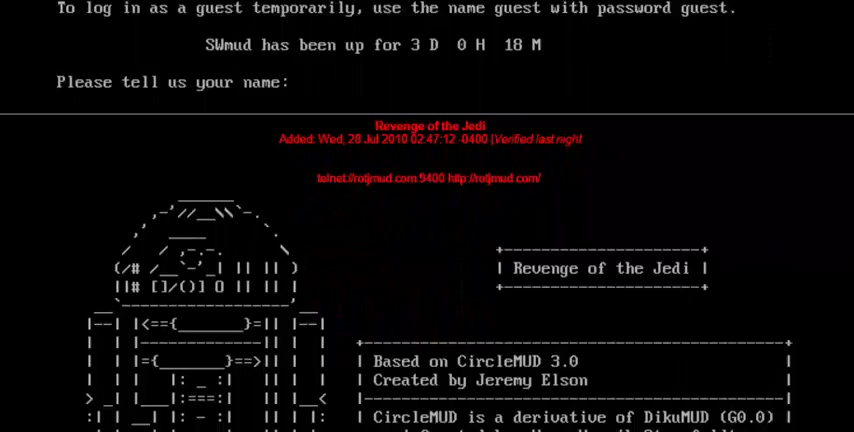 To log in as a guest temporarily, use the name guest with password guest.
SWmud has been up for 3 D 0 H 18 M
Please tell us your name:
Revenge of the Jedi
Added: Wed, 28 Jul 2010 02:47:12 -0400 |Verified last night
telnet://rotjmud.com:9400 http://rotjmud.com/
Revenge of the Jedi
Based on CircleMUD 3.0
Created by Jeremy Elson
CircleMUD is a derivative of DikuMUD (G0.0)